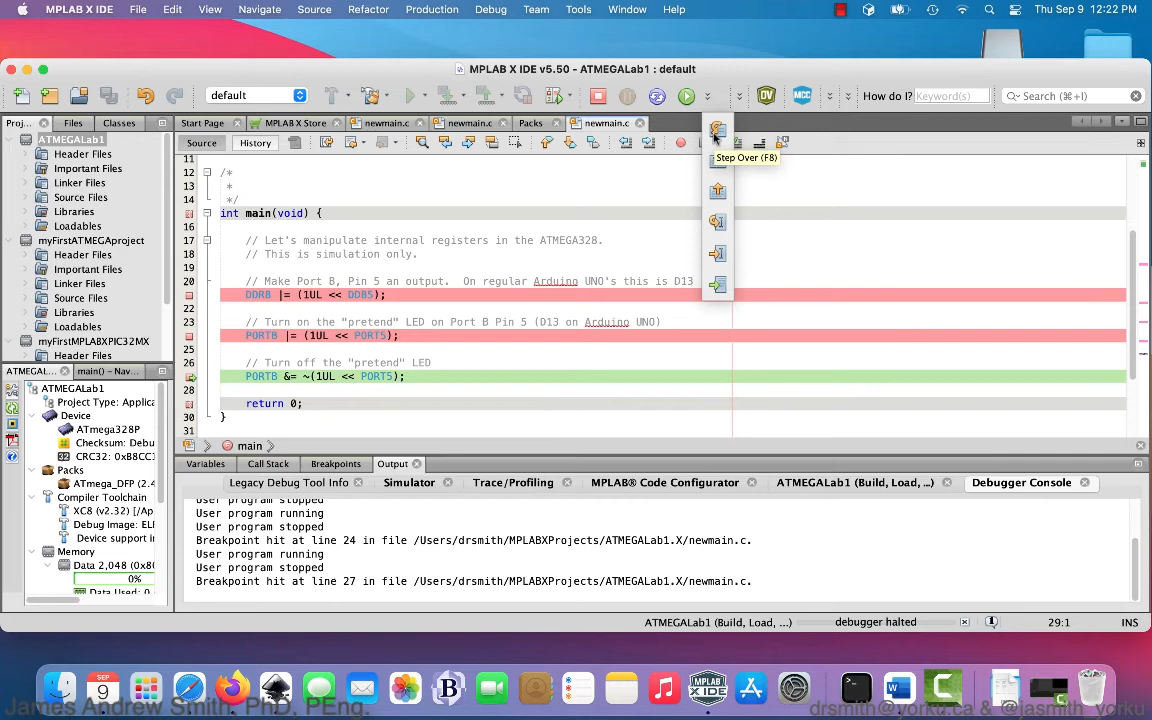 MPLAB X IDE File Edit View Navigate Source Refactor Production Debug Team Tools Window Help Thu Sep 9 12:22 PM
MPLAB X IDE v5.50 - ATMEGALab1 : default
default How do I? Keyword(s) Search (⌘+I)
Proj... Files Classes Start Page MPLAB X Store newmain.c newmain.c Packs newmain.c
Source History
Step Over (F8)
ATMEGALab1
Header Files
Important Files
Linker Files
Source Files
Libraries
Loadables
myFirstATMEGAproject
Header Files
Important Files
Linker Files
Source Files
Libraries
Loadables
myFirstMPLABXPIC32MX
Header Files
11
12 /*
13 *
14 */
int main(void) {
16
17 // Let's manipulate internal registers in the ATMEGA328.
18 // This is simulation only.
19
20 // Make Port B, Pin 5 an output. On regular Arduino UNO's this is D13
DDRB |= (1UL << DDB5);
22
23 // Turn on the "pretend" LED on Port B Pin 5 (D13 on Arduino UNO)
PORTB |= (1UL << PORT5);
25
26 // Turn off the "pretend" LED
PORTB &= ~(1UL << PORT5);
28
return 0;
30 }
31
main
ATMEGAL... main() - Nav...
ATMEGALab1
Project Type: Applica
Device
ATmega328P
Checksum: Debu
CRC32: 0xB8CC1
Packs
ATmega_DFP (2.4
Compiler Toolchain
XC8 (v2.32) [/Ap
Debug Image: ELF
Device support in
Memory
Data 2,048 (0x80
0%
Data Used: 0
Variables Call Stack Breakpoints Output
Legacy Debug Tool Info Simulator Trace/Profiling MPLAB® Code Configurator ATMEGALab1 (Build, Load, ...) Debugger Console
User program stopped
User program running
User program stopped
Breakpoint hit at line 24 in file /Users/drsmith/MPLABXProjects/ATMEGALab1.X/newmain.c.
User program running
User program stopped
Breakpoint hit at line 27 in file /Users/drsmith/MPLABXProjects/ATMEGALab1.X/newmain.c.
ATMEGALab1 (Build, Load, ...) debugger halted 29:1 INS
James Andrew Smith, PhD, PEng. drsmith@yorku.ca & @jasmith_yorku